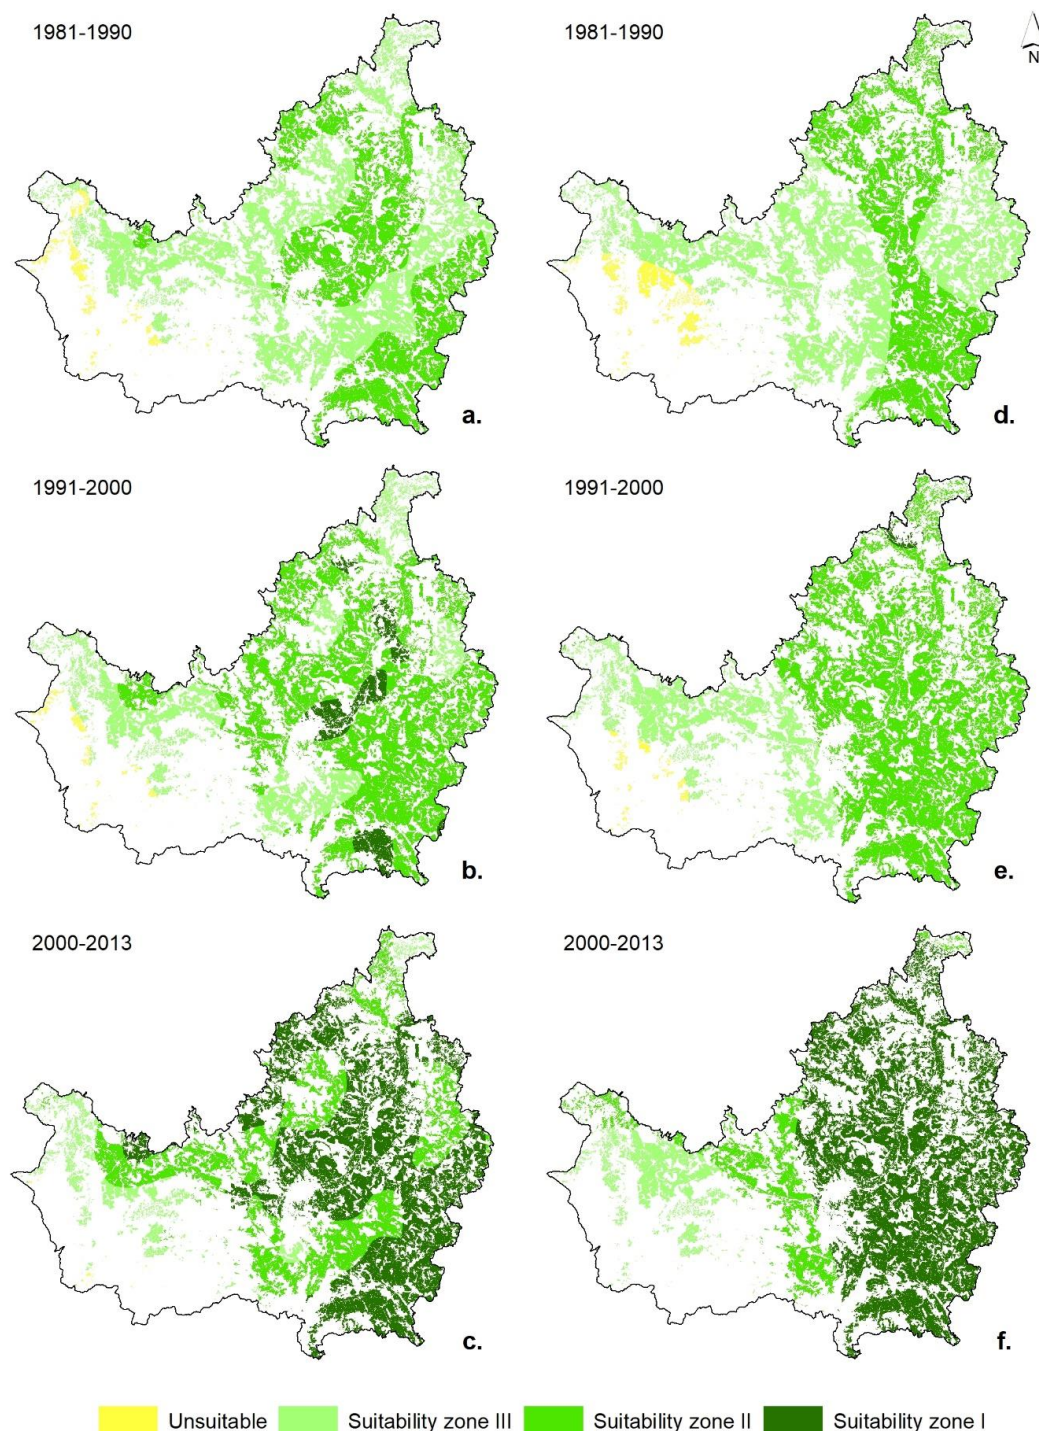 1981-1990
1981-1990
N
a.
d.
1991-2000
1991-2000
b.
e.
2000-2013
2000-2013
c.
f.
Unsuitable
Suitability zone III
Suitability zone II
Suitability zone I